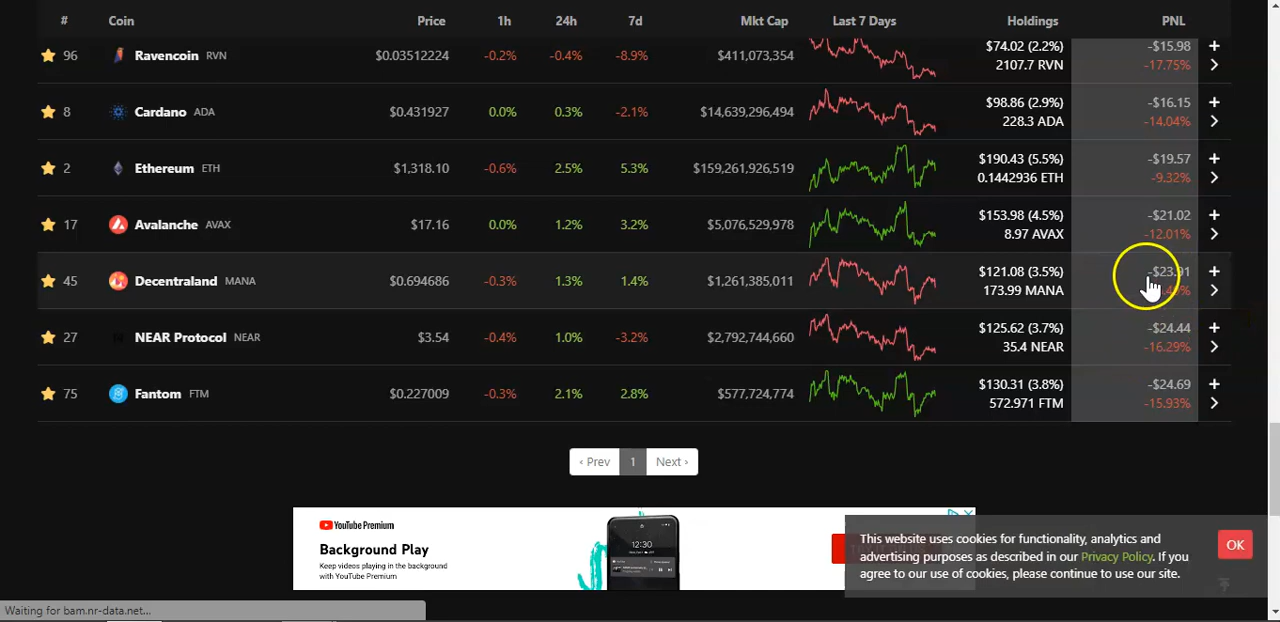 # Coin Price 1h 24h 7d Mkt Cap Last 7 Days Holdings PNL
96 Ravencoin RVN $0.03512224 -0.2% -0.4% -8.9% $411,073,354 $74.02 (2.2%) -$15.98
2107.7 RVN -17.75%
8 Cardano ADA $0.431927 0.0% 0.3% -2.1% $14,639,296,494 $98.86 (2.9%) -$16.15
228.3 ADA -14.04%
2 Ethereum ETH $1,318.10 -0.6% 2.5% 5.3% $159,261,926,519 $190.43 (5.5%) -$19.57
0.1442936 ETH -9.32%
17 Avalanche AVAX $17.16 0.0% 1.2% 3.2% $5,076,529,978 $153.98 (4.5%) -$21.02
8.97 AVAX -12.01%
45 Decentraland MANA $0.694686 -0.3% 1.3% 1.4% $1,261,385,011 $121.08 (3.5%) -$23.91
173.99 MANA
27 NEAR Protocol NEAR $3.54 -0.4% 1.0% -3.2% $2,792,744,660 $125.62 (3.7%) -$24.44
35.4 NEAR -16.29%
75 Fantom FTM $0.227009 -0.3% 2.1% 2.8% $577,724,774 $130.31 (3.8%) -$24.69
572.971 FTM -15.93%
‹ Prev 1 Next ›
YouTube Premium
Background Play
Keep videos playing in the background
with YouTube Premium
12:30
This website uses cookies for functionality, analytics and
advertising purposes as described in our Privacy Policy. If you
agree to our use of cookies, please continue to use our site.
OK
Waiting for bam.nr-data.net...